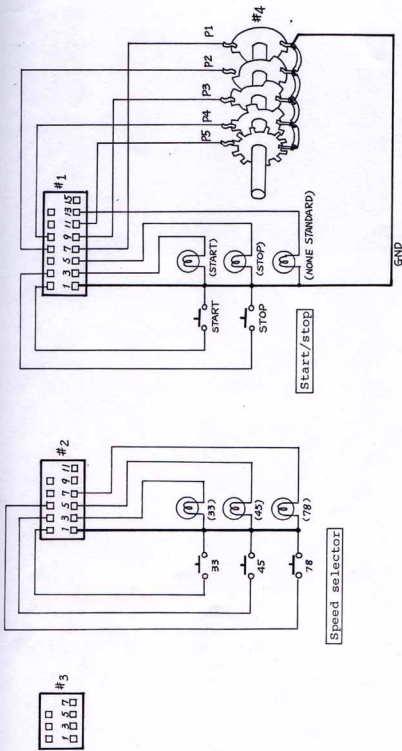 #3
1 3 5 7
#2
1 3 5 7 9 11
(33)
(45)
(78)
33
45
78
Speed selector
#1
1 3 5 7 9 11 13 15
(START)
(STOP)
(NONE STANDARD)
START
STOP
Start/stop
P1
P2
P3
P4
P5
#4
GND